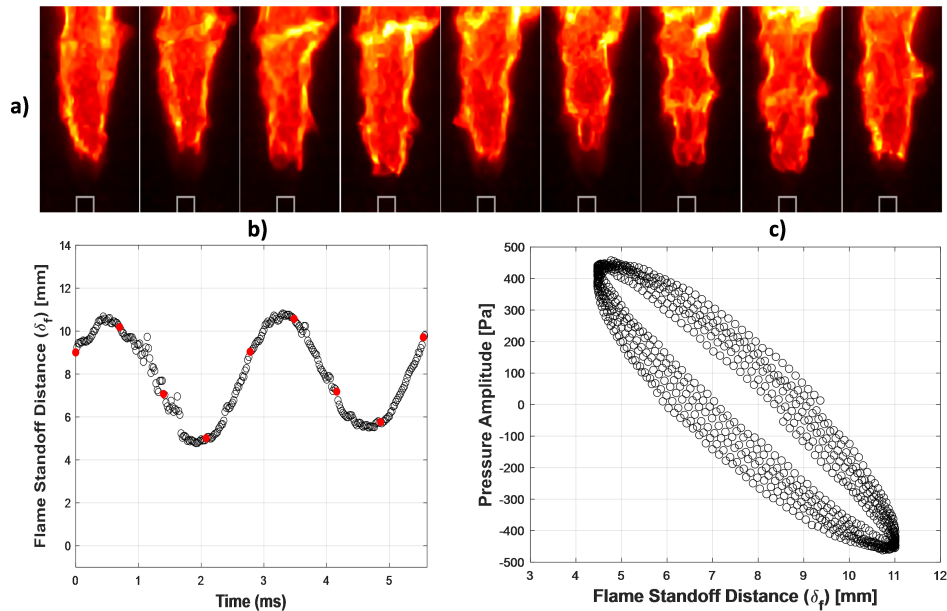 a)
b)
c)
14
12
10
8
6
4
2
0
Flame Standoff Distance (δf) [mm]
0 1 2 3 4 5
Time (ms)
500
400
300
200
100
0
-100
-200
-300
-400
-500
Pressure Amplitude [Pa]
3 4 5 6 7 8 9 10 11 12
Flame Standoff Distance (δf) [mm]